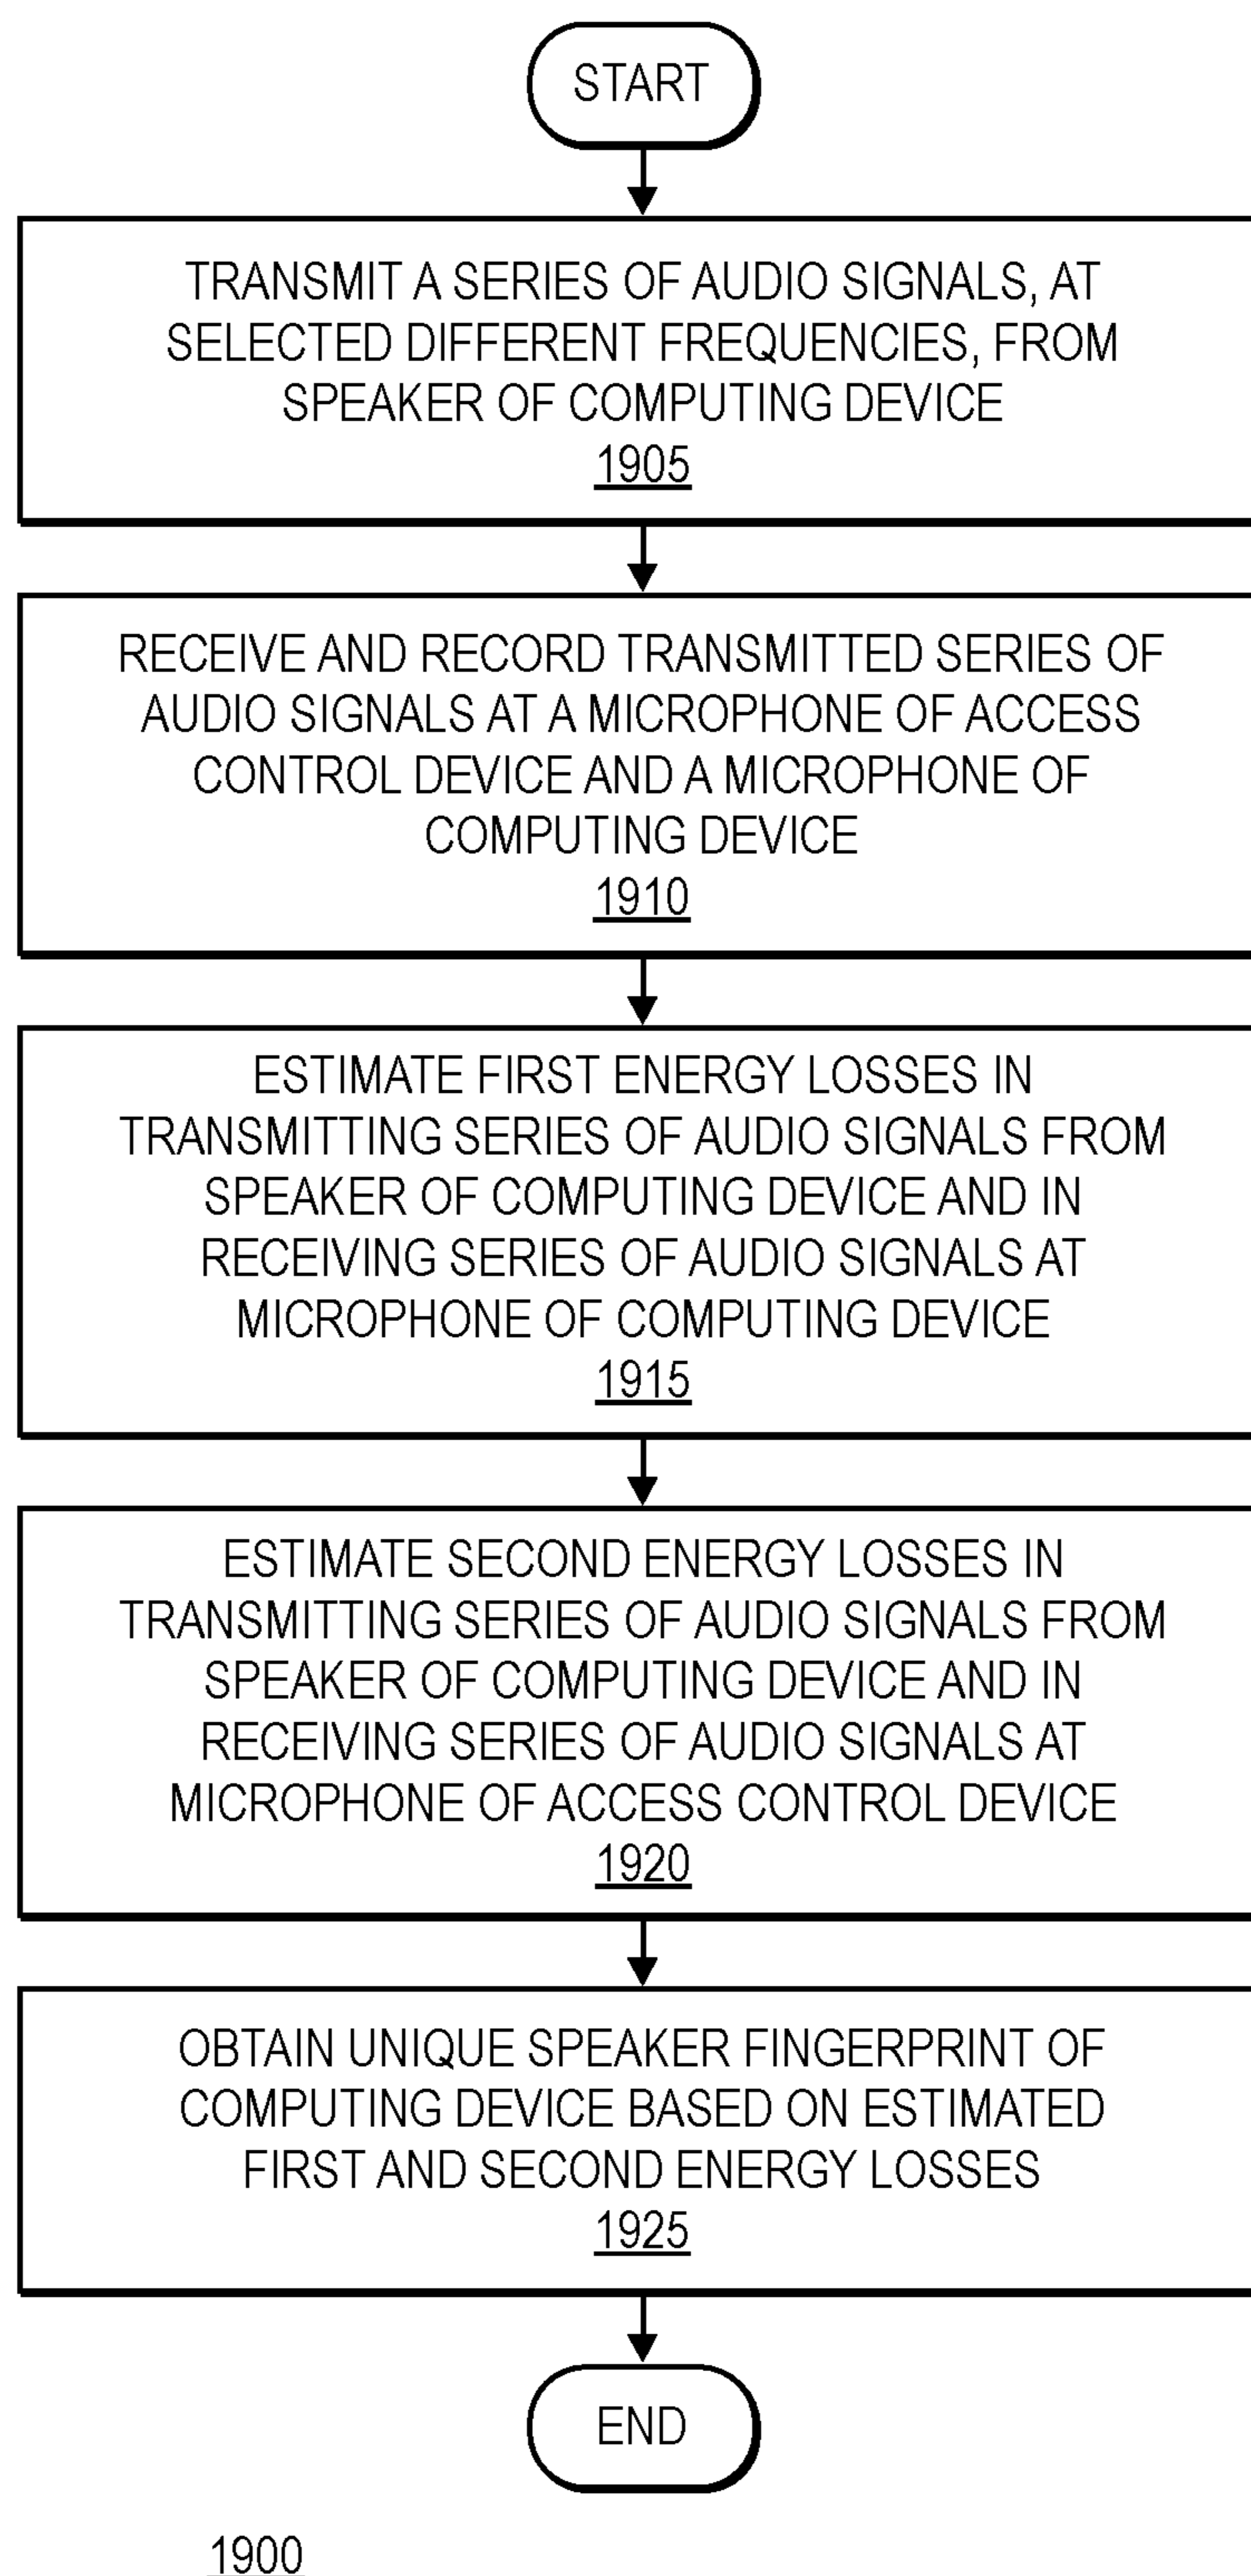 START
TRANSMIT A SERIES OF AUDIO SIGNALS, AT
SELECTED DIFFERENT FREQUENCIES, FROM
SPEAKER OF COMPUTING DEVICE
1905
RECEIVE AND RECORD TRANSMITTED SERIES OF
AUDIO SIGNALS AT A MICROPHONE OF ACCESS
CONTROL DEVICE AND A MICROPHONE OF
COMPUTING DEVICE
1910
ESTIMATE FIRST ENERGY LOSSES IN
TRANSMITTING SERIES OF AUDIO SIGNALS FROM
SPEAKER OF COMPUTING DEVICE AND IN
RECEIVING SERIES OF AUDIO SIGNALS AT
MICROPHONE OF COMPUTING DEVICE
1915
ESTIMATE SECOND ENERGY LOSSES IN
TRANSMITTING SERIES OF AUDIO SIGNALS FROM
SPEAKER OF COMPUTING DEVICE AND IN
RECEIVING SERIES OF AUDIO SIGNALS AT
MICROPHONE OF ACCESS CONTROL DEVICE
1920
OBTAIN UNIQUE SPEAKER FINGERPRINT OF
COMPUTING DEVICE BASED ON ESTIMATED
FIRST AND SECOND ENERGY LOSSES
1925
END
1900